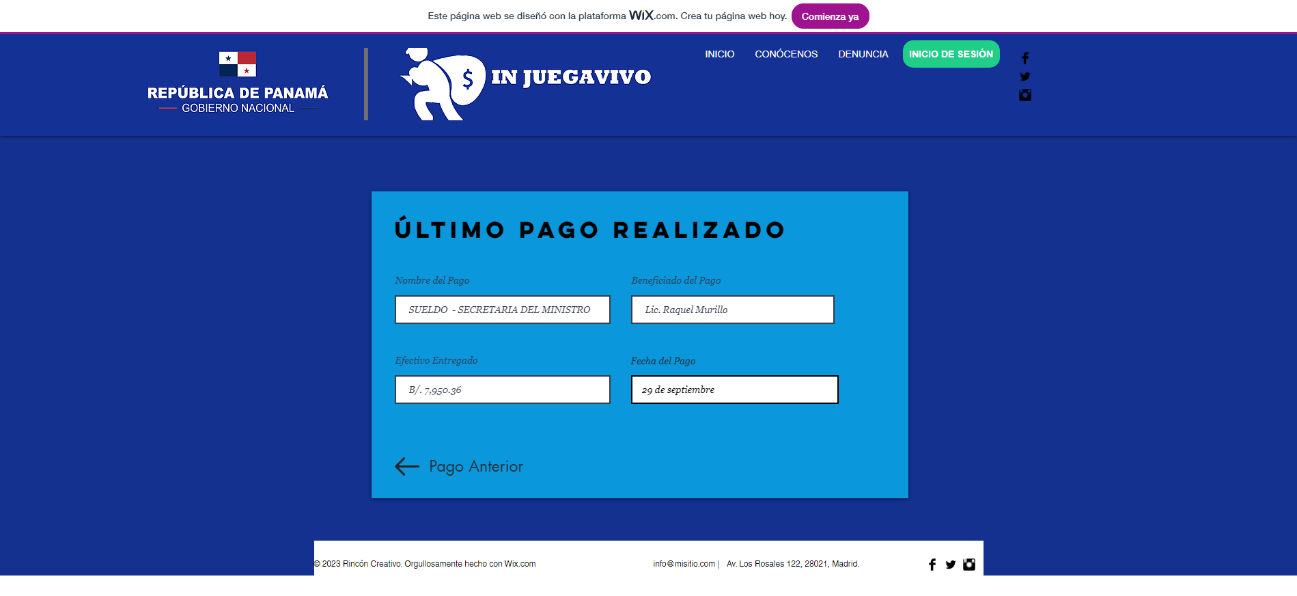 Este página web se diseñó con la plataforma WiX.com. Crea tu página web hoy. Comienza ya
INICIO CONÓCENOS DENUNCIA INICIO DE SESIÓN
REPÚBLICA DE PANAMÁ
GOBIERNO NACIONAL
$IN JUEGAVIVO
ÚLTIMO PAGO REALIZADO
Nombre del Pago Beneficiado del Pago
SUELDO - SECRETARIA DEL MINISTRO Lic. Raquel Murillo
Efectivo Entregado Fecha del Pago
B/. 7,950.36 29 de septiembre
Pago Anterior
© 2023 Rincón Creativo. Orgullosamente hecho con Wix.com info@misitio.com | Av. Los Rosales 122, 28021, Madrid.